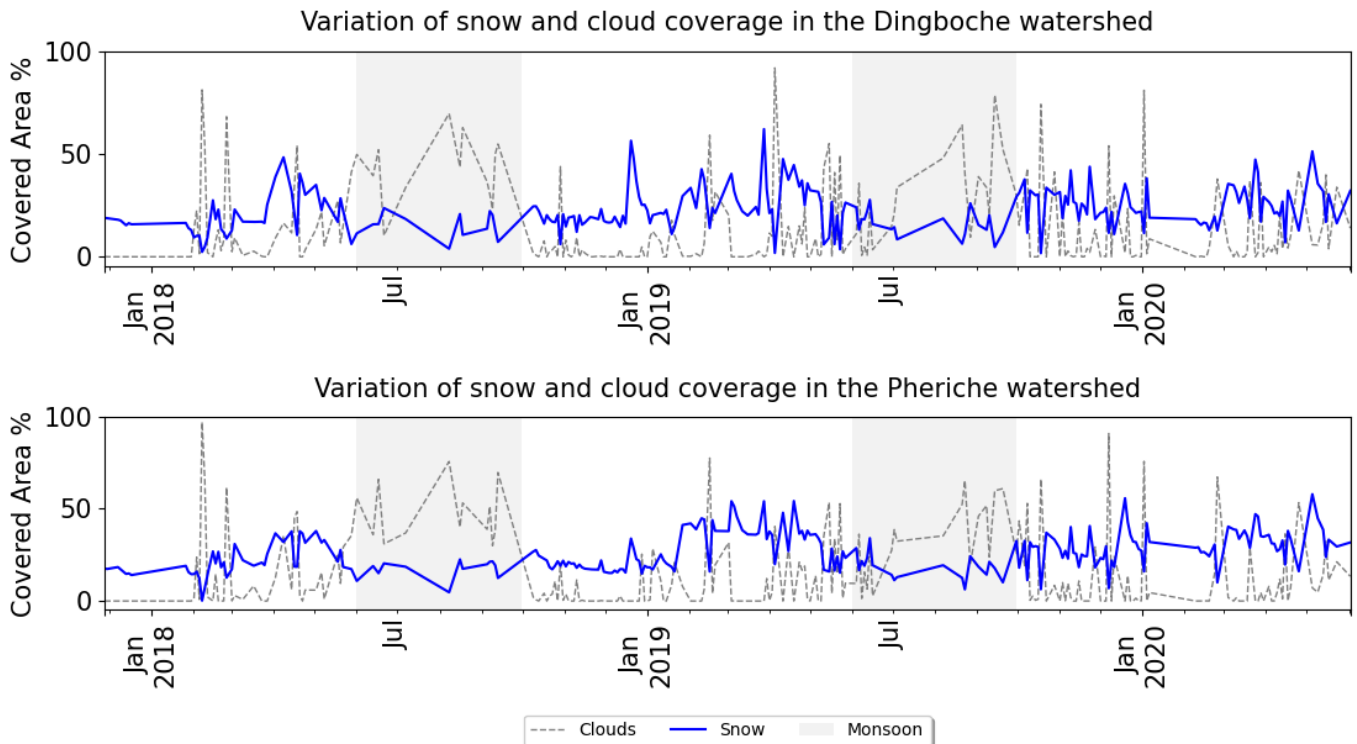 Variation of snow and cloud coverage in the Dingboche watershed
Covered Area %
100
50
0
Jan
2018
Jul
Jan
2019
Jul
Jan
2020
Variation of snow and cloud coverage in the Pheriche watershed
Covered Area %
100
50
0
Jan
2018
Jul
Jan
2019
Jul
Jan
2020
Clouds Snow Monsoon